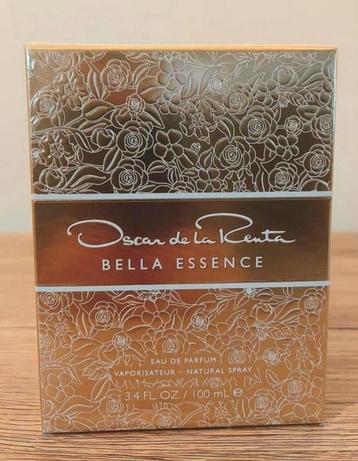 Oscar de la Renta
BELLA ESSENCE
EAU DE PARFUM
VAPORISATEUR - NATURAL SPRAY
3.4 FL. OZ / 100 mL ℮